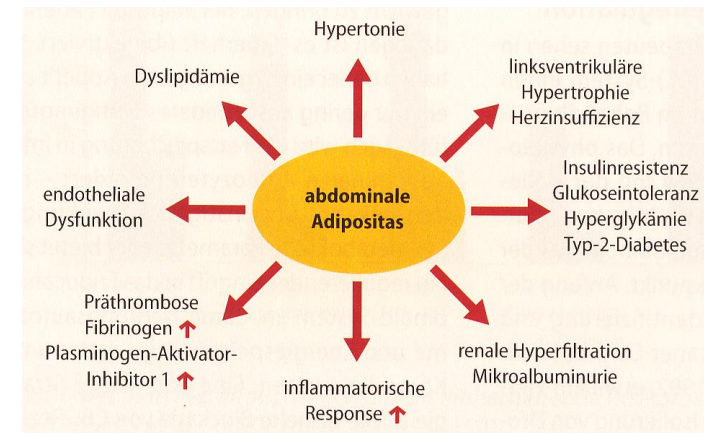 Hypertonie
Dyslipidämie
linksventrikuläre
Hypertrophie
Herzinsuffizienz
endotheliale
Dysfunktion
abdominale
Adipositas
Insulinresistenz
Glukoseintoleranz
Hyperglykämie
Typ-2-Diabetes
Präthrombose
Fibrinogen ↑
Plasminogen-Aktivator-
Inhibitor 1 ↑
inflammatorische
Response ↑
renale Hyperfiltration
Mikroalbuminurie